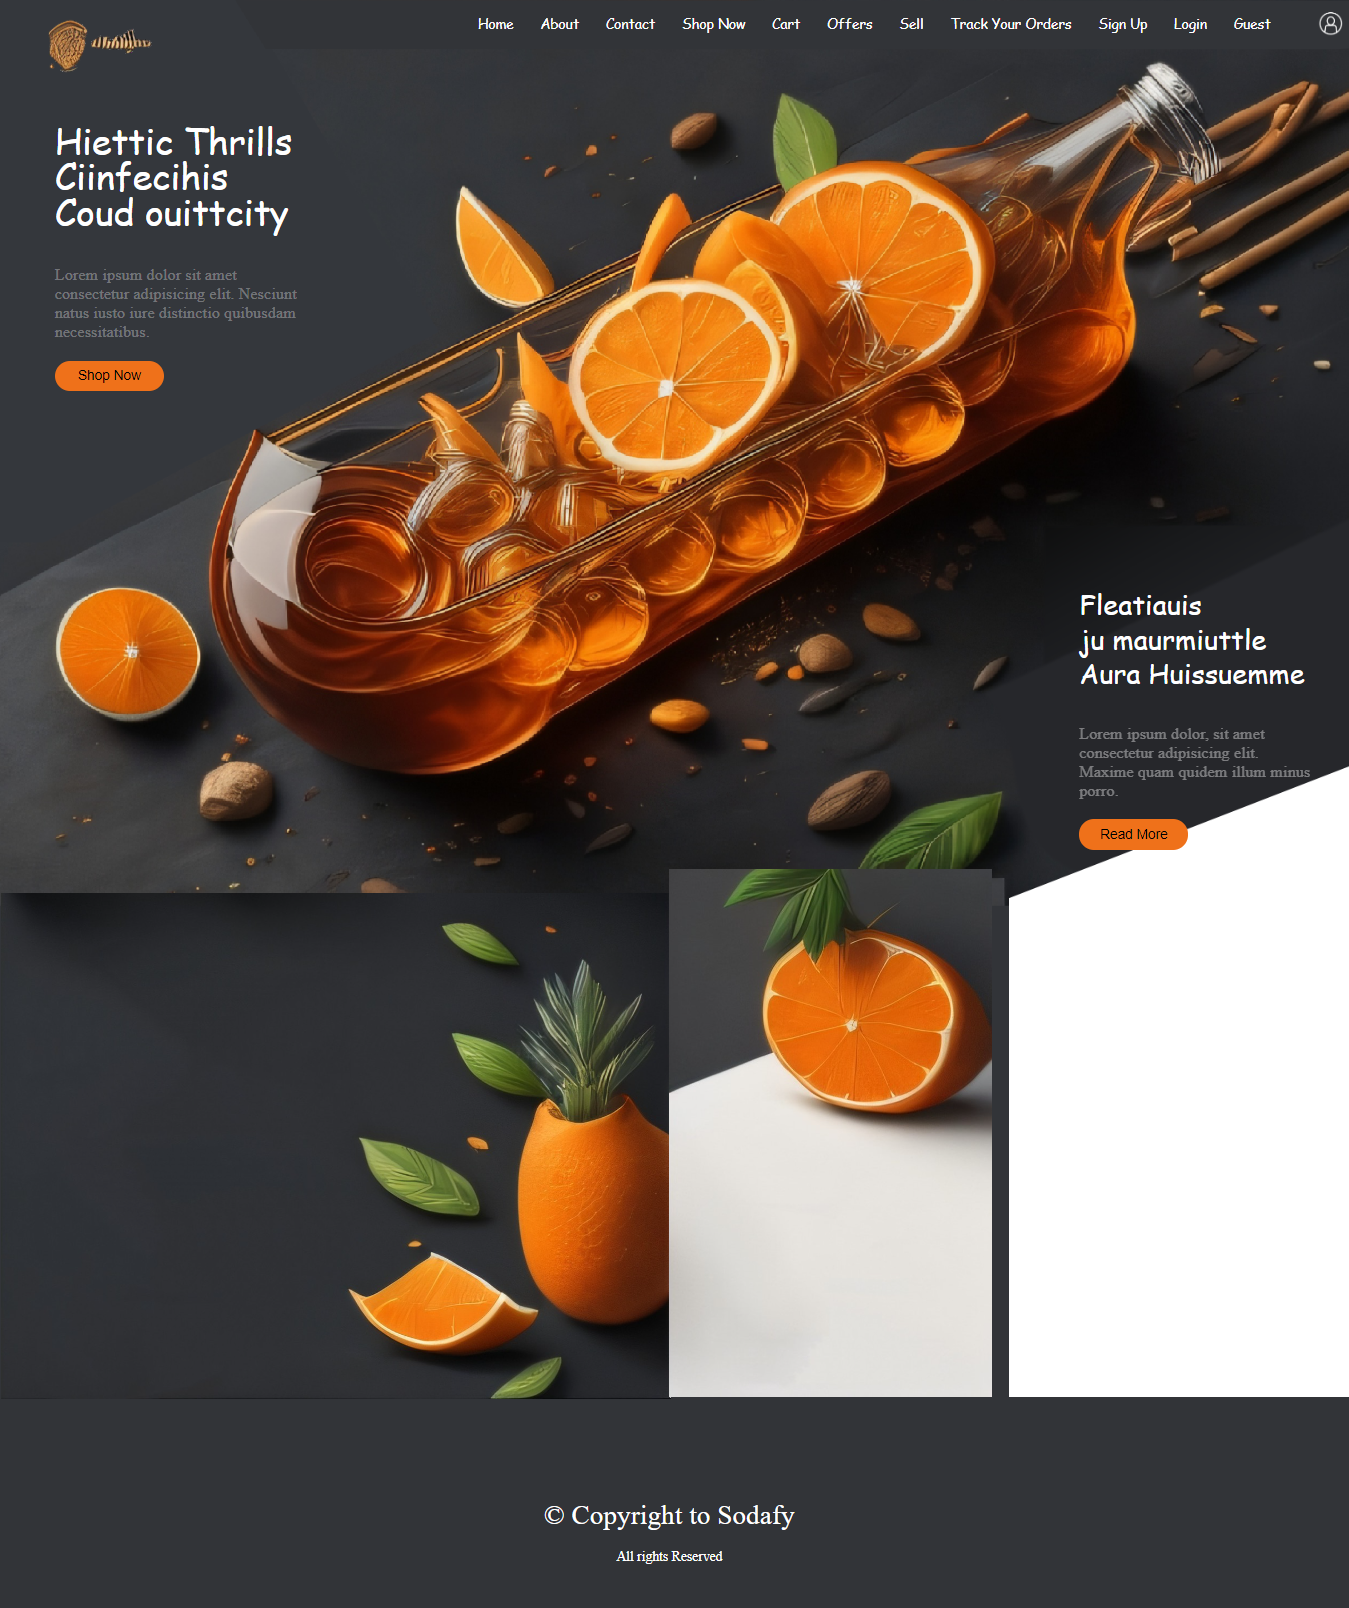 Home About Contact Shop Now Cart Offers Sell Track Your Orders Sign Up Login Guest
Hiettic Thrills
Ciinfecihis
Coud ouittcity
Lorem ipsum dolor sit amet
consectetur adipisicing elit. Nesciunt
natus iusto iure distinctio quibusdam
necessitatibus.
Shop Now
Fleatiauis
ju maurmiuttle
Aura Huissuemme
Lorem ipsum dolor, sit amet
consectetur adipisicing elit.
Maxime quam quidem illum minus
porro.
Read More
© Copyright to Sodafy
All rights Reserved